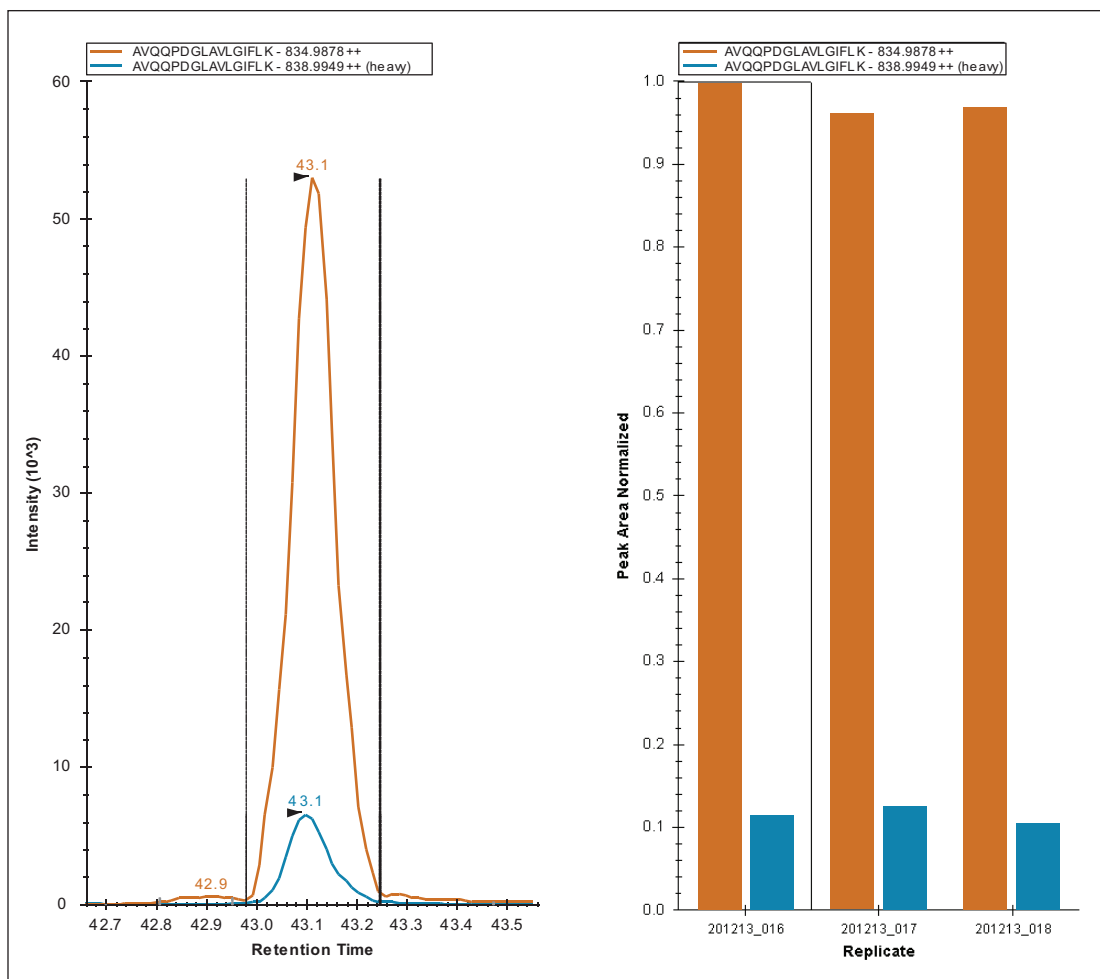 AVQQPDGLAVLGIFLK - 834.9878++
AVQQPDGLAVLGIFLK - 838.9949++ (heavy)
60
50
40
30
20
10
0
Intensity (10^3)
43.1
43.1
42.9
42.7 42.8 42.9 43.0 43.1 43.2 43.3 43.4 43.5
Retention Time
AVQQPDGLAVLGIFLK - 834.9878++
AVQQPDGLAVLGIFLK - 838.9949++ (heavy)
1.0
0.9
0.8
0.7
0.6
0.5
0.4
0.3
0.2
0.1
0.0
Peak Area Normalized
201213_016 201213_017 201213_018
Replicate